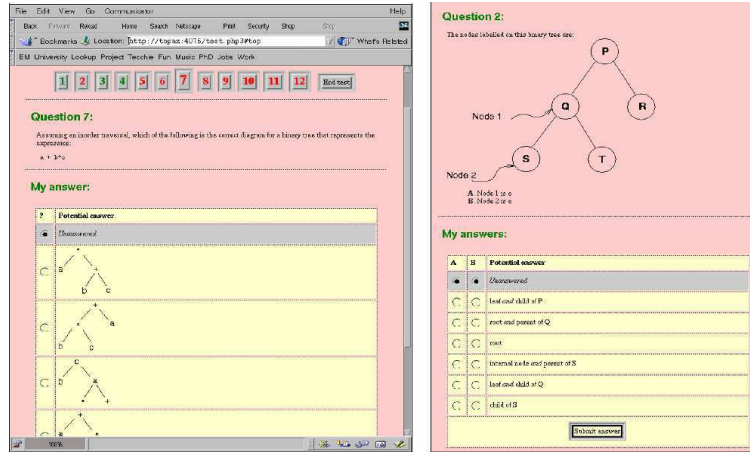 File Edit View Go Communicator Help
Back Forward Reload Home Search Netscape Print Security Shop Stop
Bookmarks Location: http://topaz:4076/test.php3#top What's Related
EM University Lookup Project Tecchie Fun Music PhD Jobs Work
1 2 3 4 5 6 7 8 9 10 11 12 End test
Question 7:
Assuming an inorder traversal, which of the following is the correct diagram for a binary tree that represents the
expression:
a + b*c
My answer:
? Potential answer
Unanswered
*
a +
b c
+
* a
b c
c
b a
* +
+
a *
100%
Question 2:
The nodes labelled on this binary tree are:
P
Node 1 Q R
S T
Node 2
A. Node 1 is a
B. Node 2 is a
My answers:
A B Potential answer
Unanswered
leaf and child of P
root and parent of Q
root
internal node and parent of S
leaf and child of Q
child of S
Submit answer